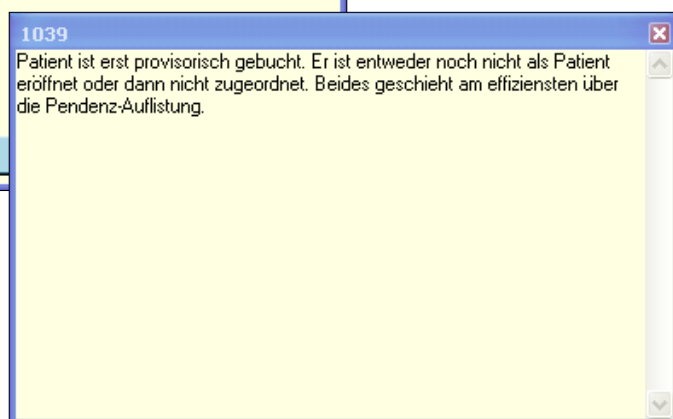 1039
Patient ist erst provisorisch gebucht. Er ist entweder noch nicht als Patient
eröffnet oder dann nicht zugeordnet. Beides geschieht am effiziensten über
die Pendenz-Auflistung.